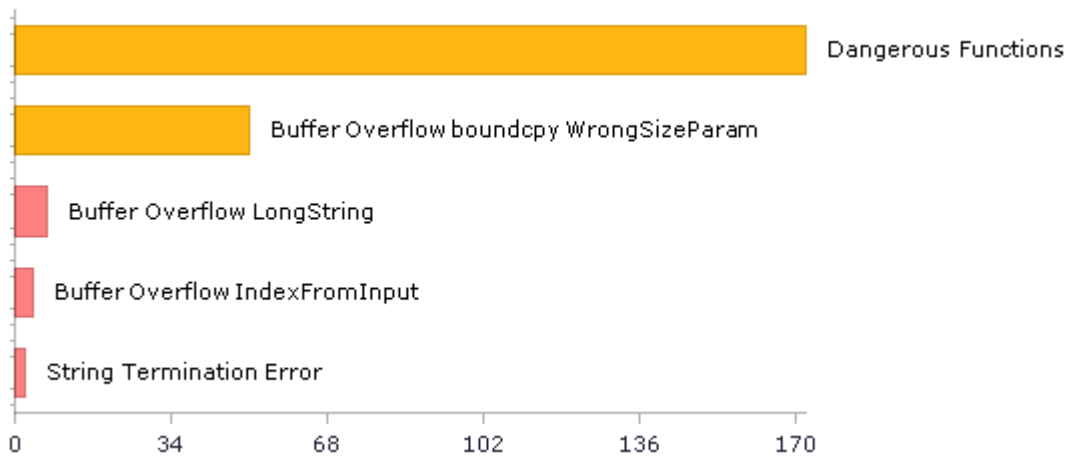 Dangerous Functions
Buffer Overflow boundcpy WrongSizeParam
Buffer Overflow LongString
Buffer Overflow IndexFromInput
String Termination Error
0 34 68 102 136 170